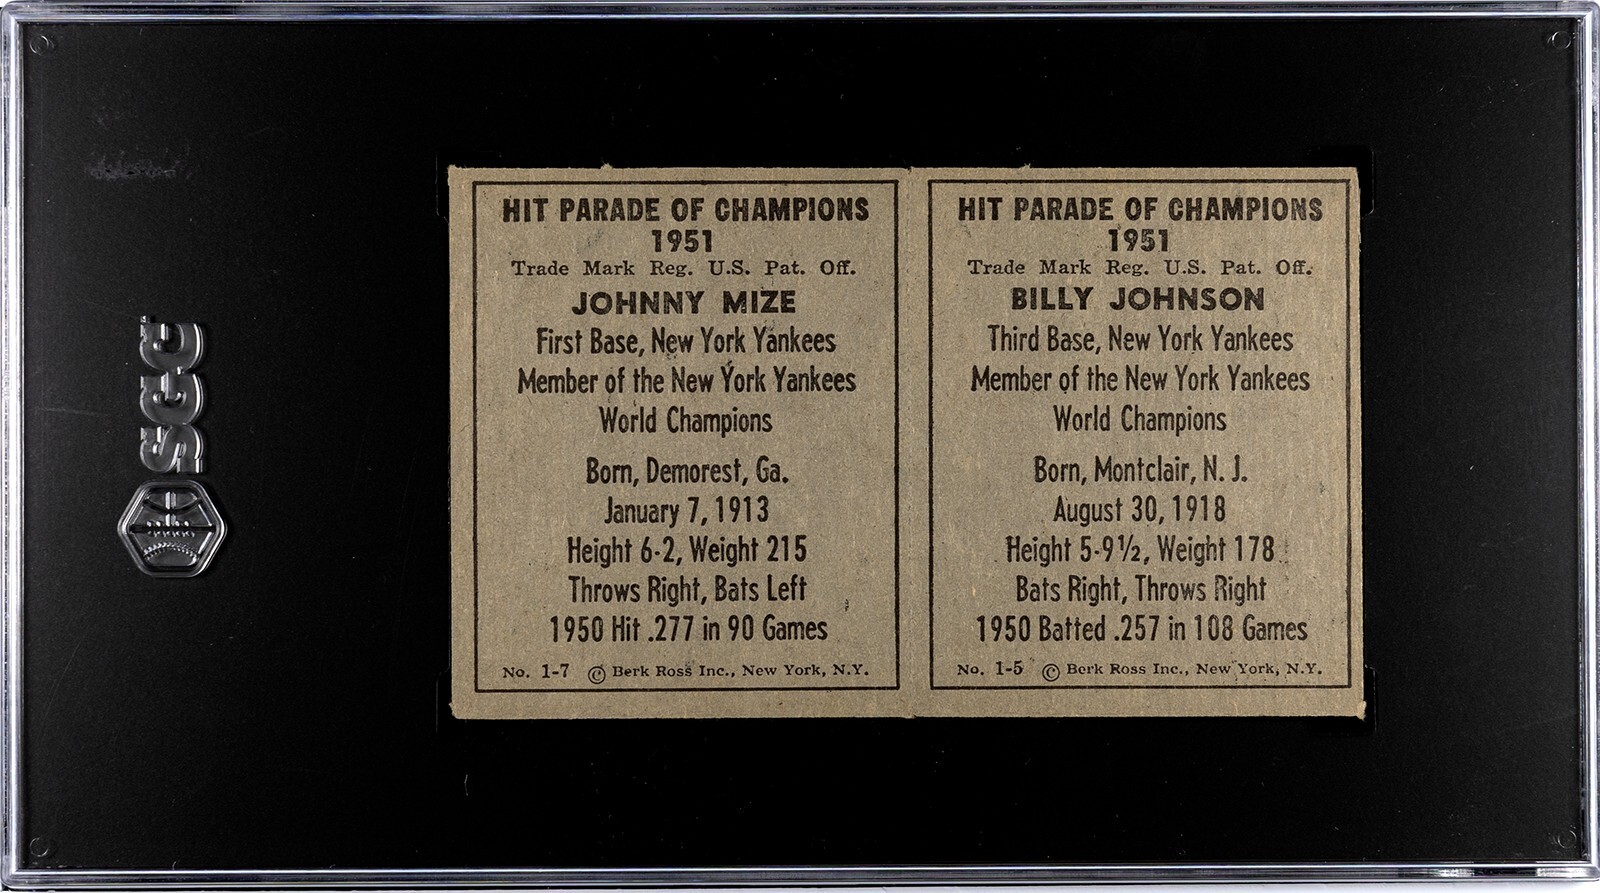 SGC
HIT PARADE OF CHAMPIONS
1951
Trade Mark Reg. U.S. Pat. Off.
JOHNNY MIZE
First Base, New York Yankees
Member of the New York Yankees
World Champions
Born, Demorest, Ga.
January 7, 1913
Height 6-2, Weight 215
Throws Right, Bats Left
1950 Hit .277 in 90 Games
No. 1-7 © Berk Ross Inc., New York, N.Y.
HIT PARADE OF CHAMPIONS
1951
Trade Mark Reg. U.S. Pat. Off.
BILLY JOHNSON
Third Base, New York Yankees
Member of the New York Yankees
World Champions
Born, Montclair, N. J.
August 30, 1918
Height 5-9½, Weight 178
Bats Right, Throws Right
1950 Batted .257 in 108 Games
No. 1-5 © Berk Ross Inc., New York, N.Y.